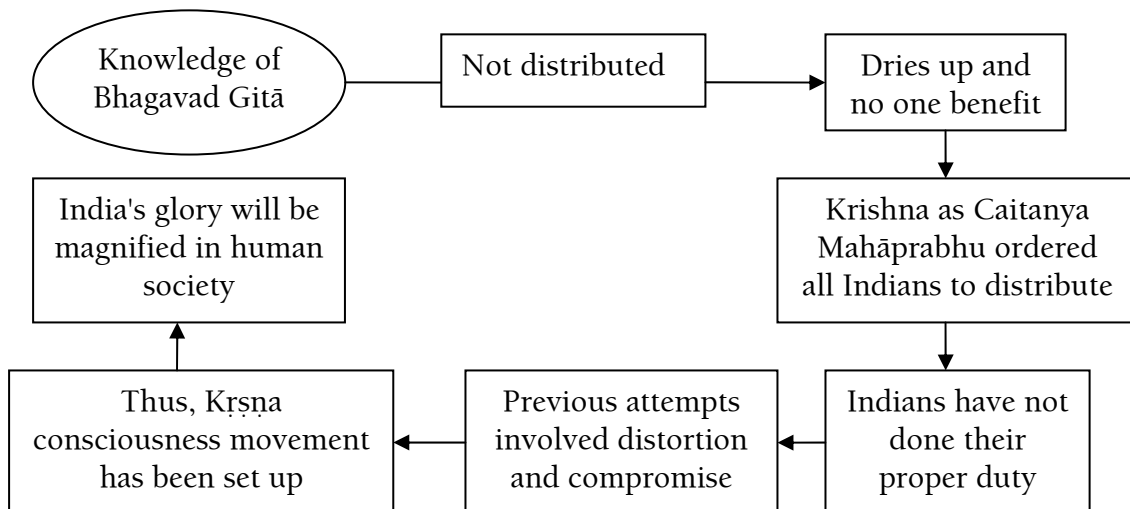 Knowledge of
Bhagavad Gitā
Not distributed
Dries up and
no one benefit
Krishna as Caitanya
Mahāprabhu ordered
all Indians to distribute
Indians have not
done their
proper duty
Previous attempts
involved distortion
and compromise
Thus, Kṛṣṇa
consciousness movement
has been set up
India's glory will be
magnified in human
society